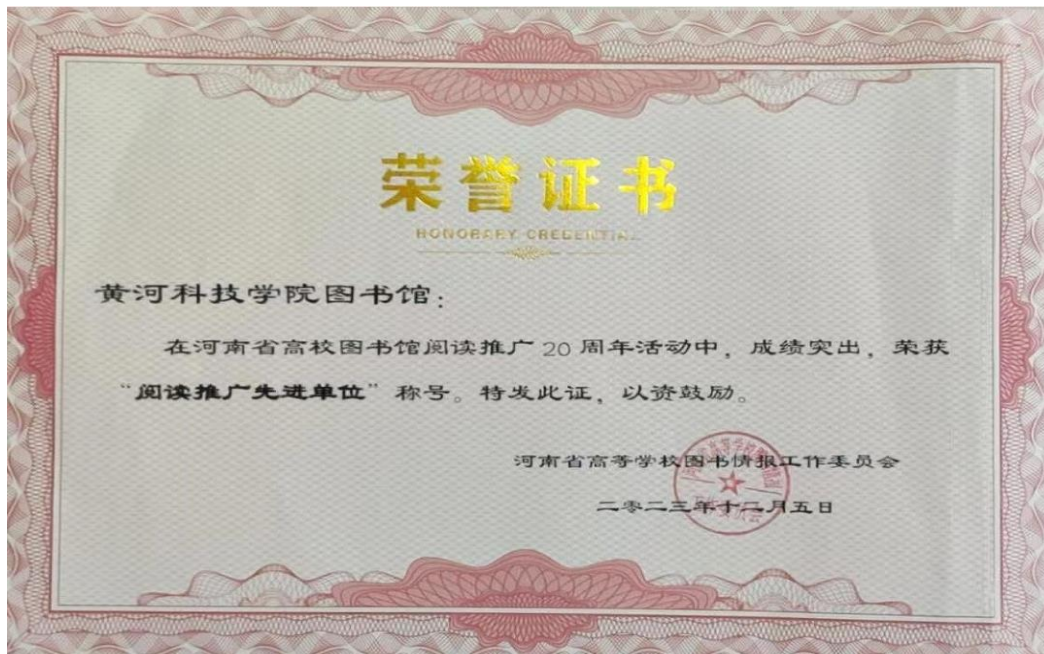 荣誉证书
HONORARY CREDENTIAL
黄河科技学院图书馆：
在河南省高校图书馆阅读推广 20 周年活动中，成绩突出，荣获
“阅读推广先进单位”称号。特发此证，以资鼓励。
河南省高等学校图书情报工作委员会
二零二三年十二月五日